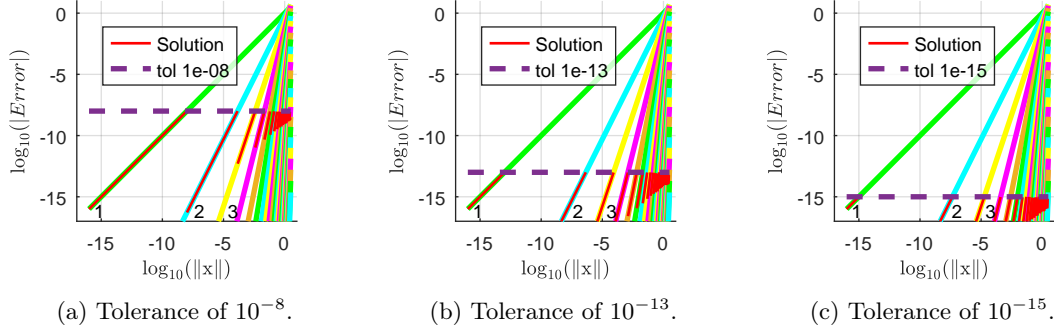 0
-5
-10
-15
log₁₀(|Error|)
Solution
tol 1e-08
1
2
3
-15
-10
-5
0
log₁₀(‖x‖)
(a) Tolerance of 10⁻⁸.
0
-5
-10
-15
log₁₀(|Error|)
Solution
tol 1e-13
1
2
3
-15
-10
-5
0
log₁₀(‖x‖)
(b) Tolerance of 10⁻¹³.
0
-5
-10
-15
log₁₀(|Error|)
Solution
tol 1e-15
1
2
3
-15
-10
-5
0
log₁₀(‖x‖)
(c) Tolerance of 10⁻¹⁵.